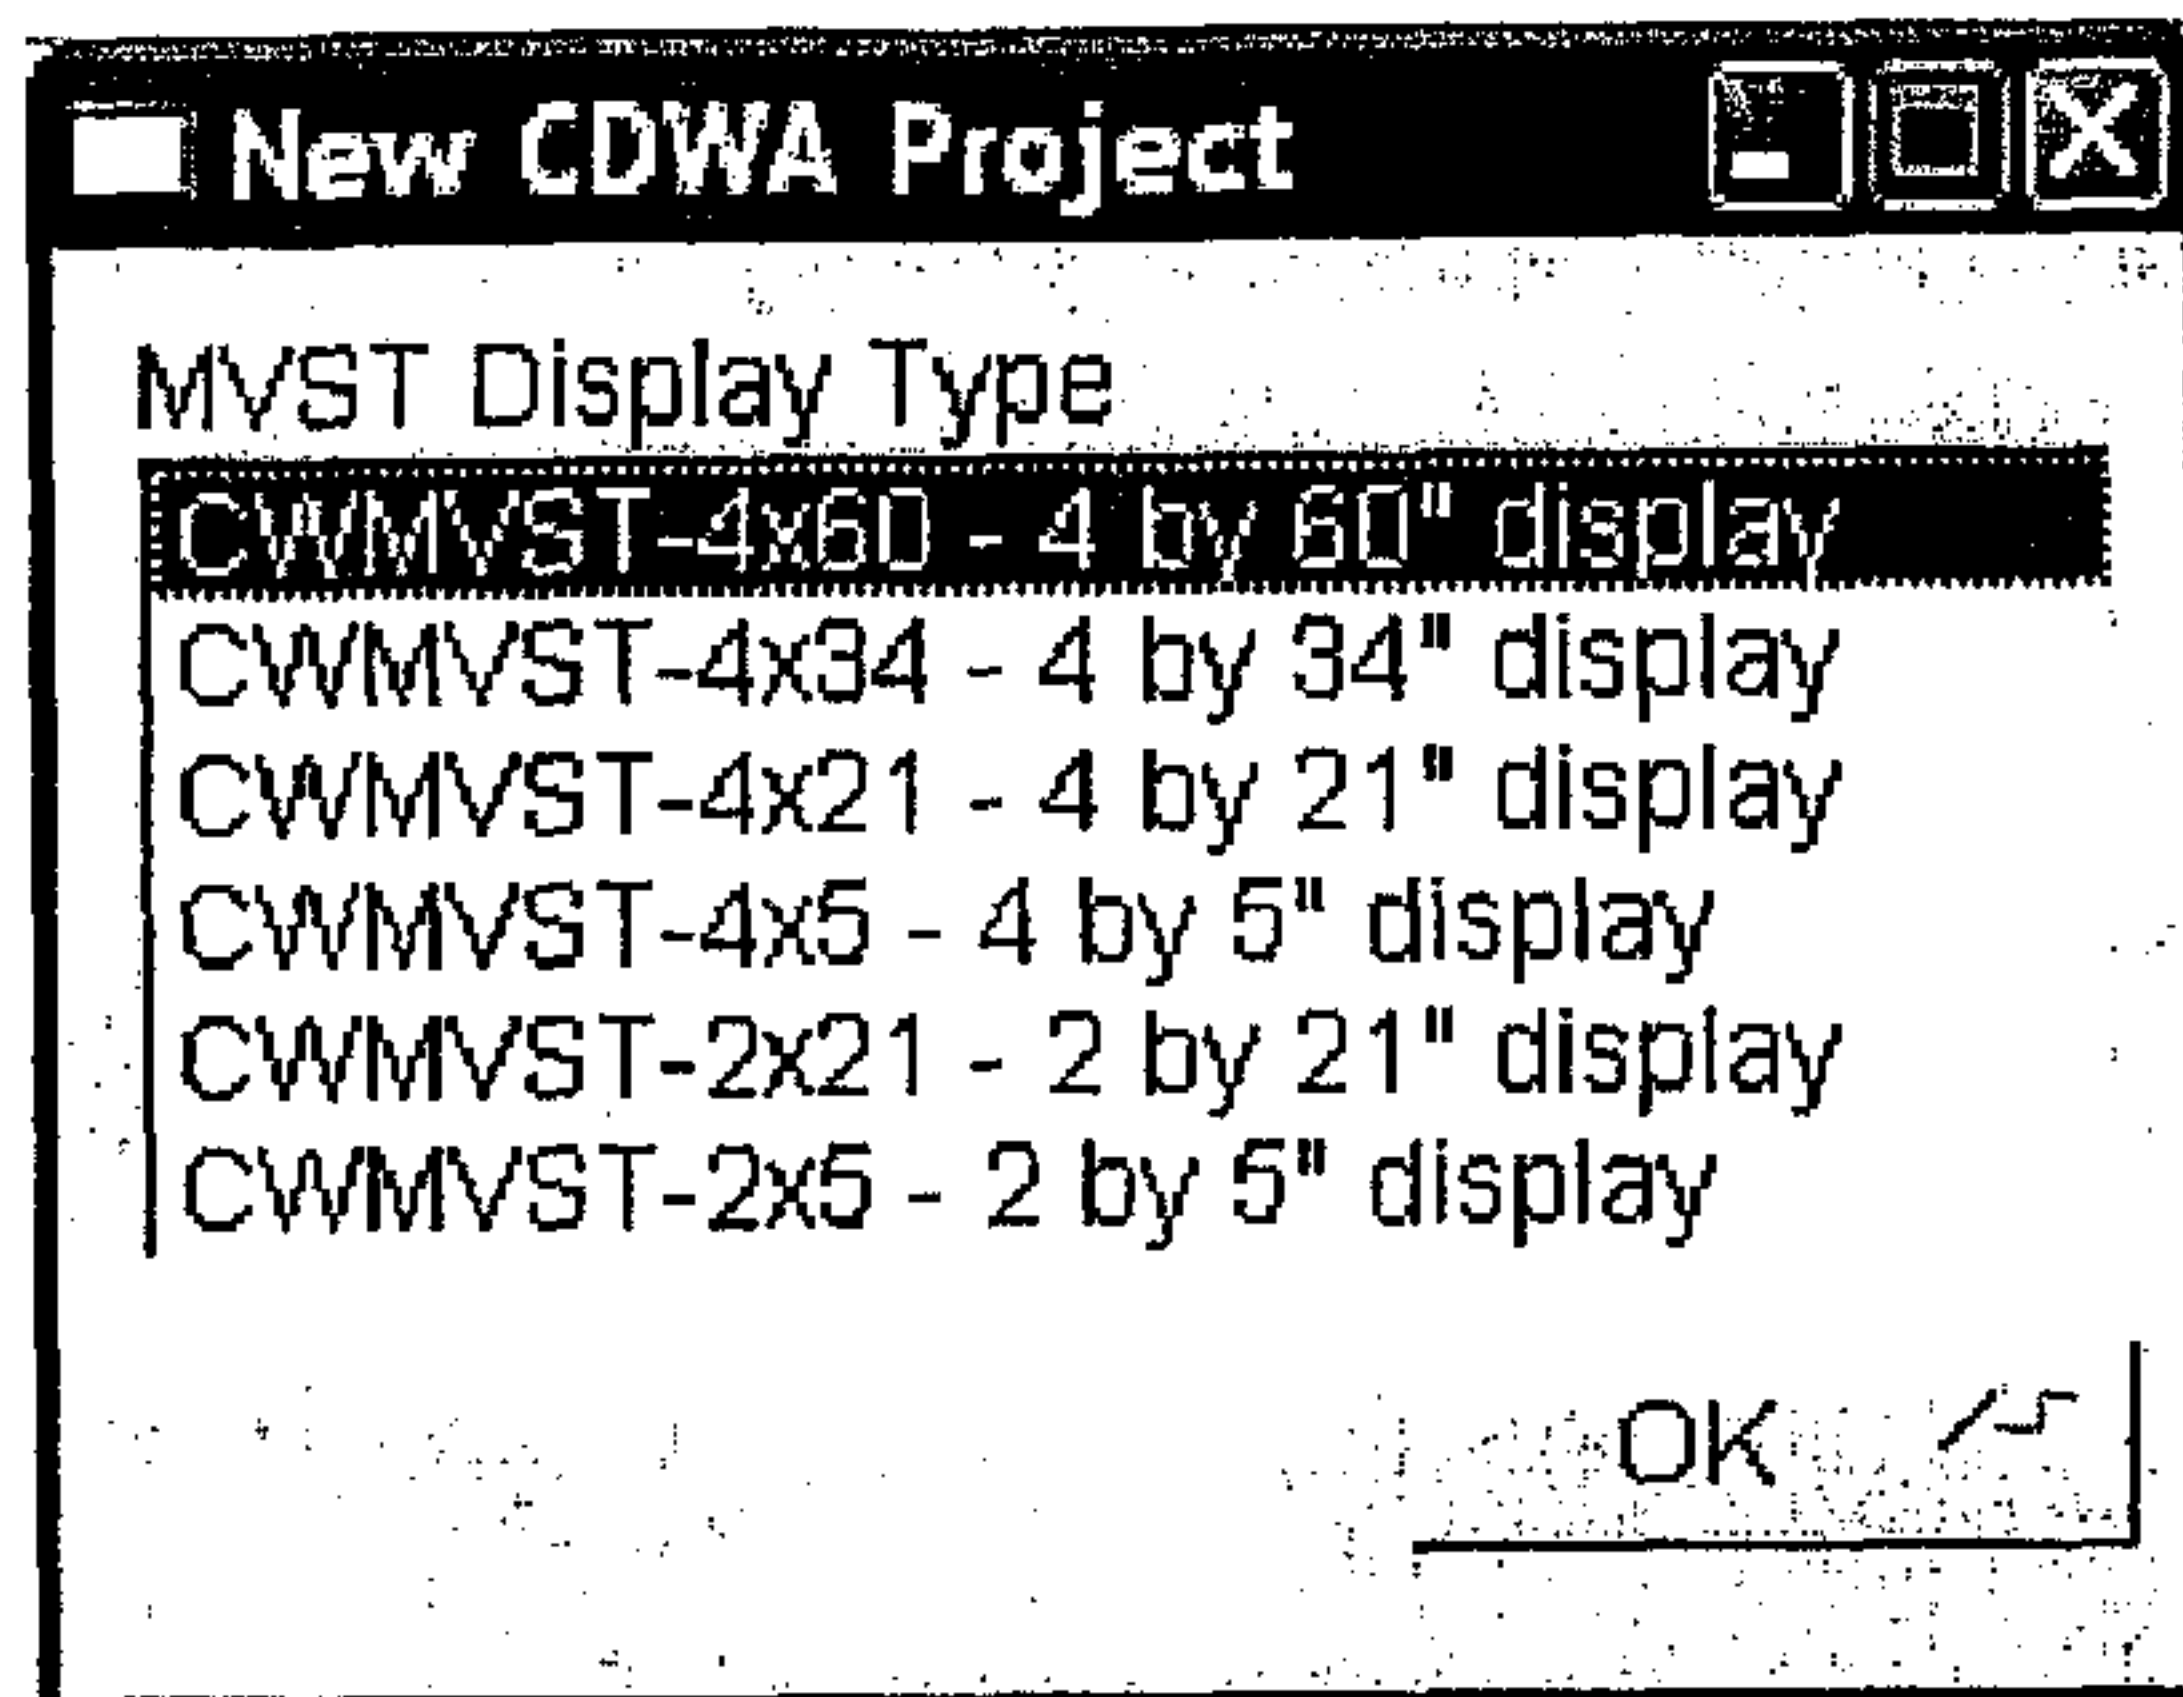 New CDWA Project
MVST Display Type
CWMVST-4x60 - 4 by 60" display
CWMVST-4x34 - 4 by 34" display
CWMVST-4x21 - 4 by 21" display
CWMVST-4x5 - 4 by 5" display
CWMVST-2x21 - 2 by 21" display
CWMVST-2x5 - 2 by 5" display
OK